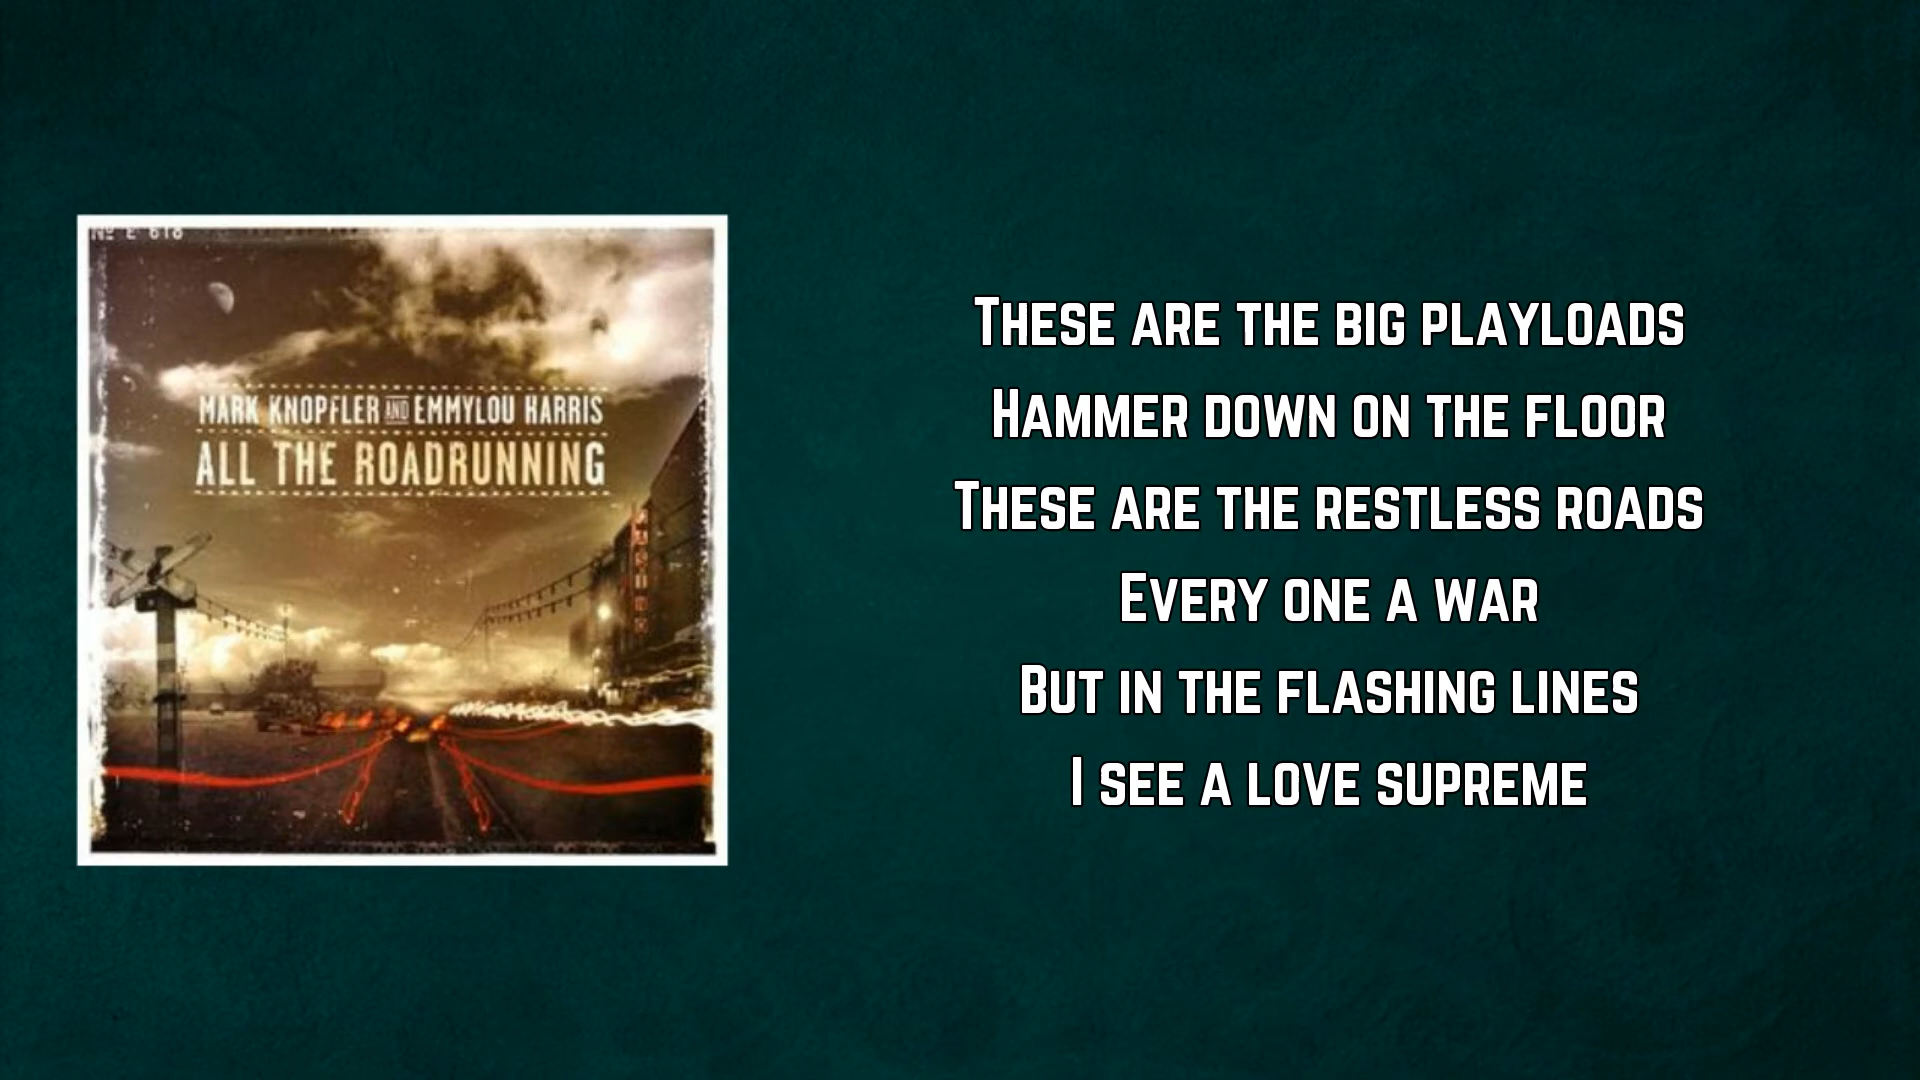 Nº E 618
MARK KNOPFLER AND EMMYLOU HARRIS
ALL THE ROADRUNNING
THESE ARE THE BIG PLAYLOADS
HAMMER DOWN ON THE FLOOR
THESE ARE THE RESTLESS ROADS
EVERY ONE A WAR
BUT IN THE FLASHING LINES
I SEE A LOVE SUPREME